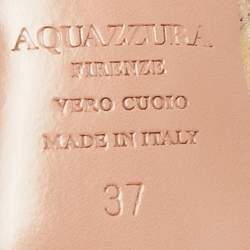 AQUAZZURA
FIRENZE
VERO CUOIO
MADE IN ITALY
37